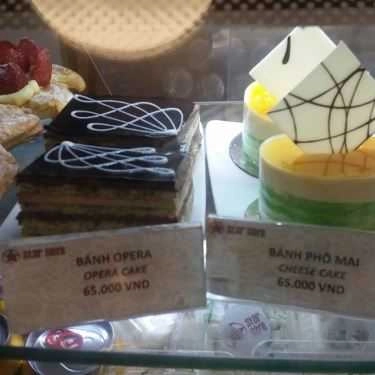 BÁNH OPERA
OPERA CAKE
65.000 VND
BÁNH PHÔ MAI
CHEESE CAKE
65.000 VND